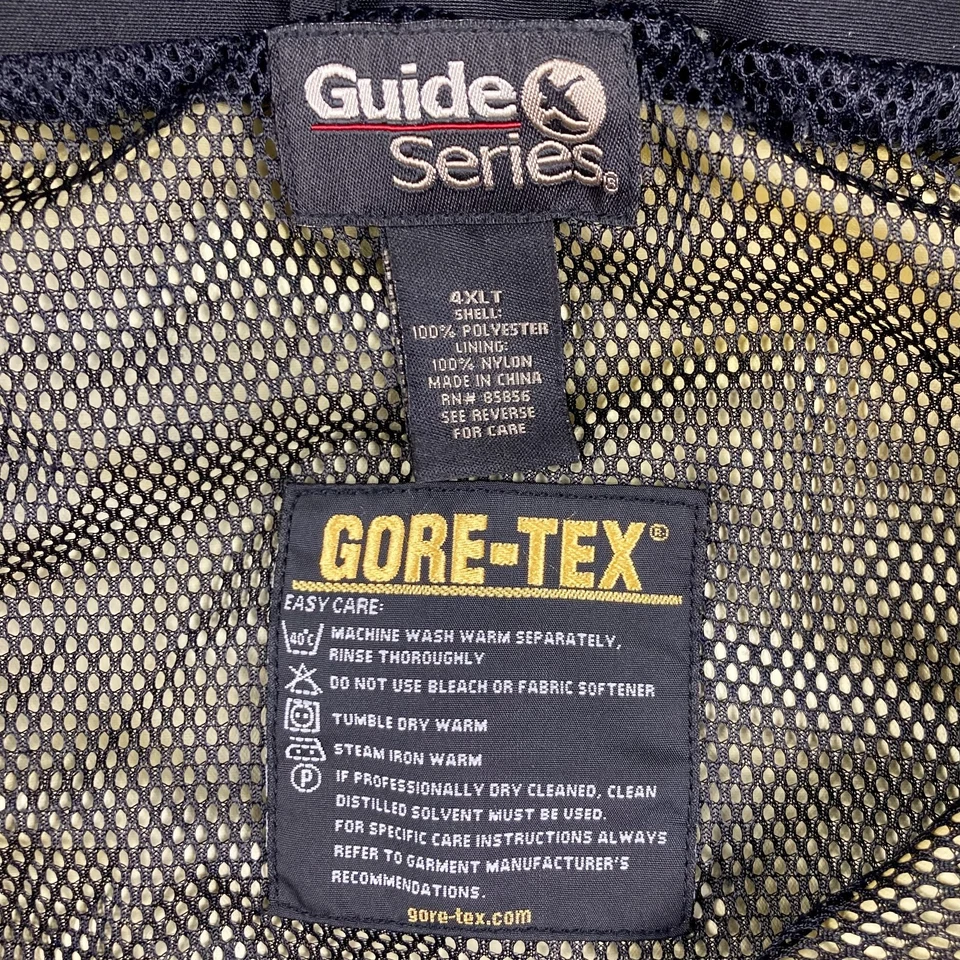 Guide
Series®
4XLT
SHELL:
100% POLYESTER
LINING:
100% NYLON
MADE IN CHINA
RN# 85856
SEE REVERSE
FOR CARE
GORE-TEX®
EASY CARE:
40°C MACHINE WASH WARM SEPARATELY,
RINSE THOROUGHLY
DO NOT USE BLEACH OR FABRIC SOFTENER
TUMBLE DRY WARM
STEAM IRON WARM
P IF PROFESSIONALLY DRY CLEANED, CLEAN
DISTILLED SOLVENT MUST BE USED.
FOR SPECIFIC CARE INSTRUCTIONS ALWAYS
REFER TO GARMENT MANUFACTURER'S
RECOMMENDATIONS.
gore-tex.com